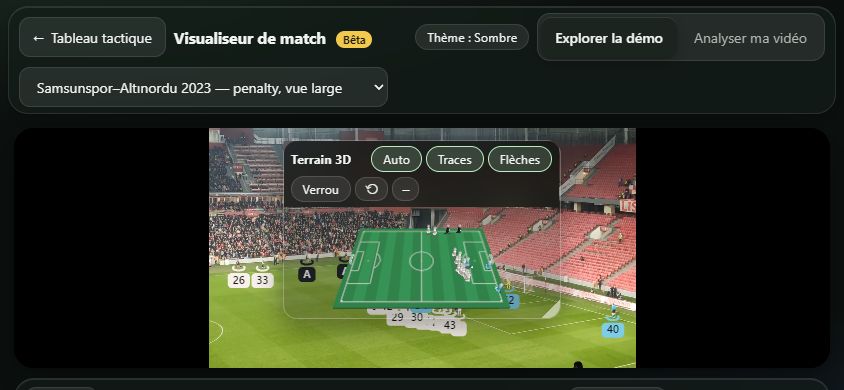 ← Tableau tactique
Visualiseur de match
Bêta
Thème : Sombre
Explorer la démo
Analyser ma vidéo
Samsunspor–Altınordu 2023 — penalty, vue large
Terrain 3D
Auto
Traces
Flèches
Verrou
26
33
A
29
30
43
40